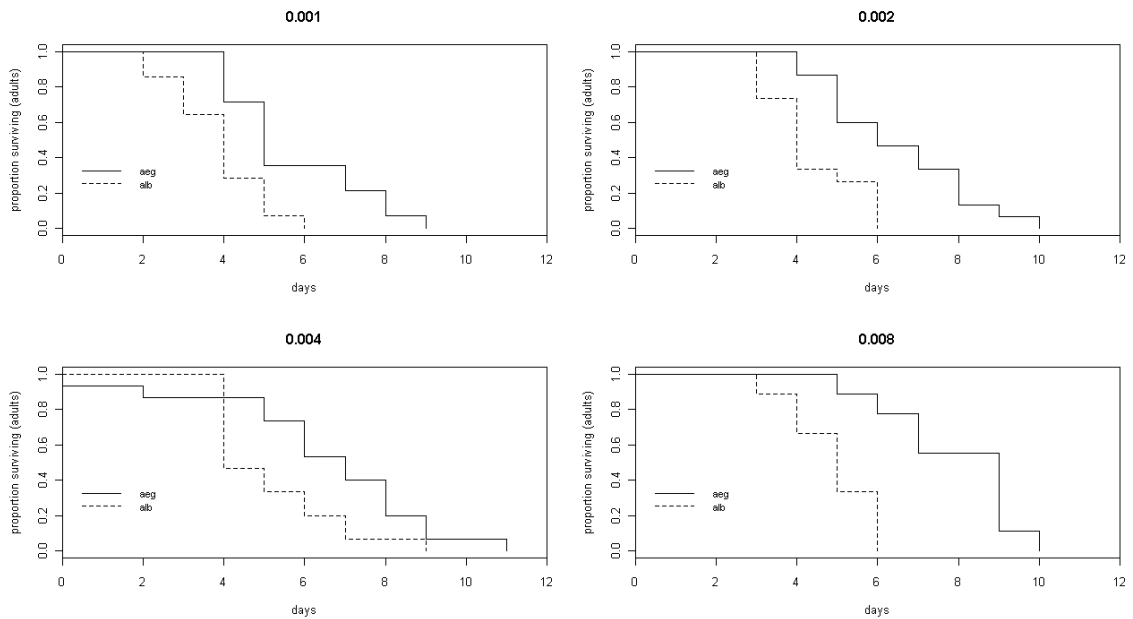 0.001
proportion surviving (adults)
0.0 0.2 0.4 0.6 0.8 1.0
aeg
alb
0 2 4 6 8 10 12
days
0.002
proportion surviving (adults)
0.0 0.2 0.4 0.6 0.8 1.0
aeg
alb
0 2 4 6 8 10 12
days
0.004
proportion surviving (adults)
0.0 0.2 0.4 0.6 0.8 1.0
aeg
alb
0 2 4 6 8 10 12
days
0.008
proportion surviving (adults)
0.0 0.2 0.4 0.6 0.8 1.0
aeg
alb
0 2 4 6 8 10 12
days